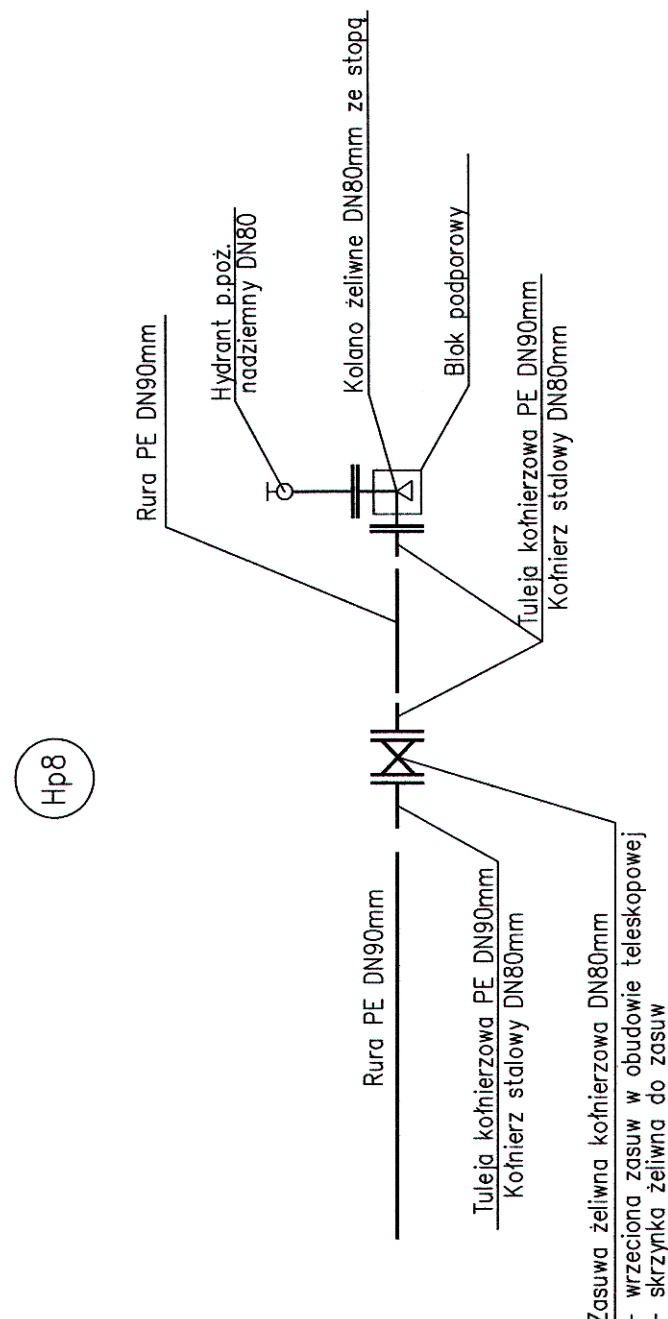 Hp8
Rura PE DN90mm
Tuleja kołnierzowa PE DN90mm
Kołnierz stalowy DN80mm
Zasuwa żeliwna kołnierzowa DN80mm
- wrzeciona zasuw w obudowie teleskopowej
- skrzynka żeliwna do zasuw
Rura PE DN90mm
Hydrant p.poż.
nadziemny DN80
Kolano żeliwne DN80mm ze stopą
Blok podporowy
Tuleja kołnierzowa PE DN90mm
Kołnierz stalowy DN80mm